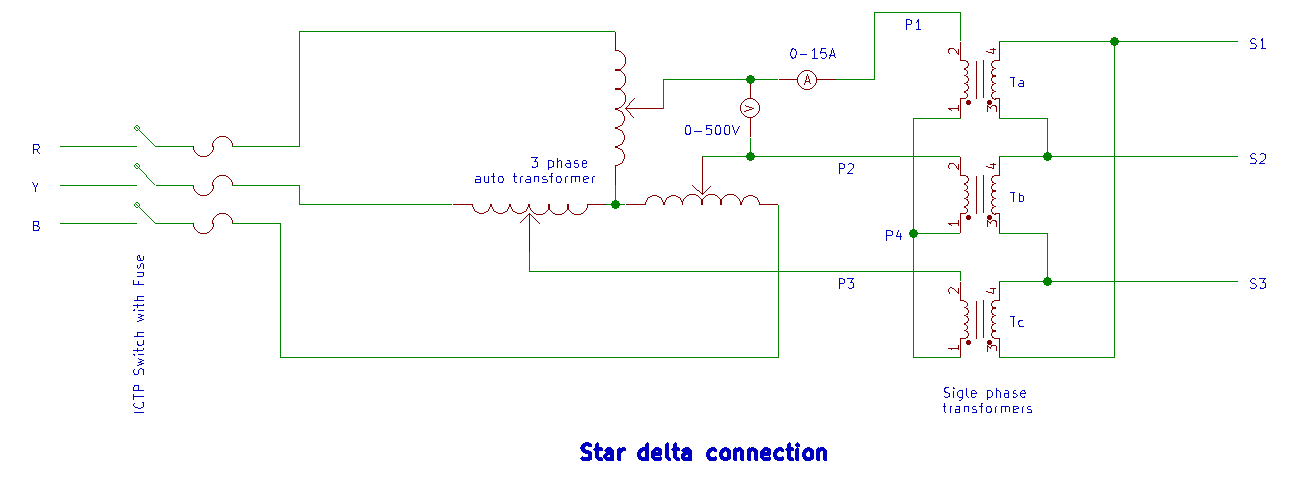 P1
0-15A
S1
2
4
A
Ta
V
1
3
0-500V
R
3 phase
auto transformer
P2
2
4
S2
Y
Tb
B
1
3
P4
P3
2
4
S3
Tc
1
3
ICTP Switch with Fuse
Sigle phase
transformers
Star delta connection